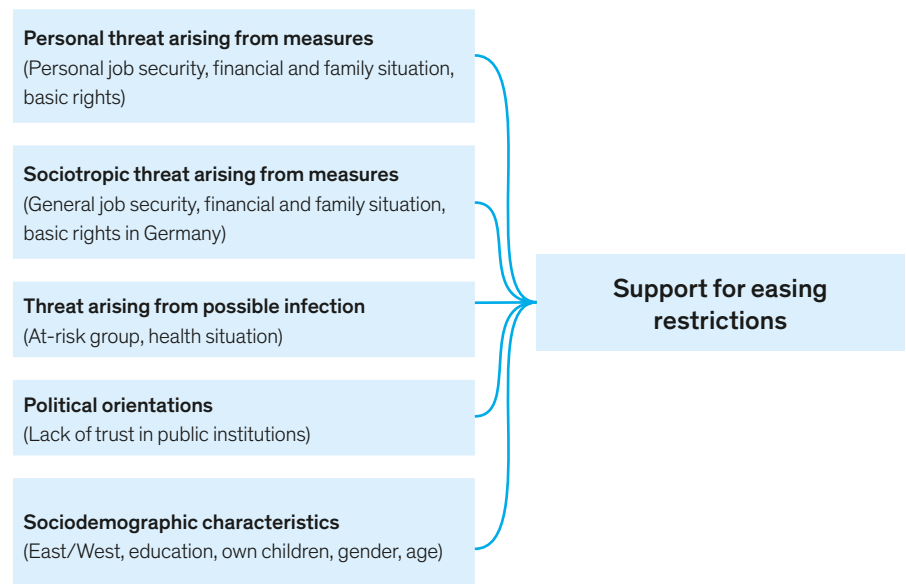 Personal threat arising from measures
(Personal job security, financial and family situation,
basic rights)
Sociotropic threat arising from measures
(General job security, financial and family situation,
basic rights in Germany)
Threat arising from possible infection
(At-risk group, health situation)
Political orientations
(Lack of trust in public institutions)
Sociodemographic characteristics
(East/West, education, own children, gender, age)
Support for easing
restrictions